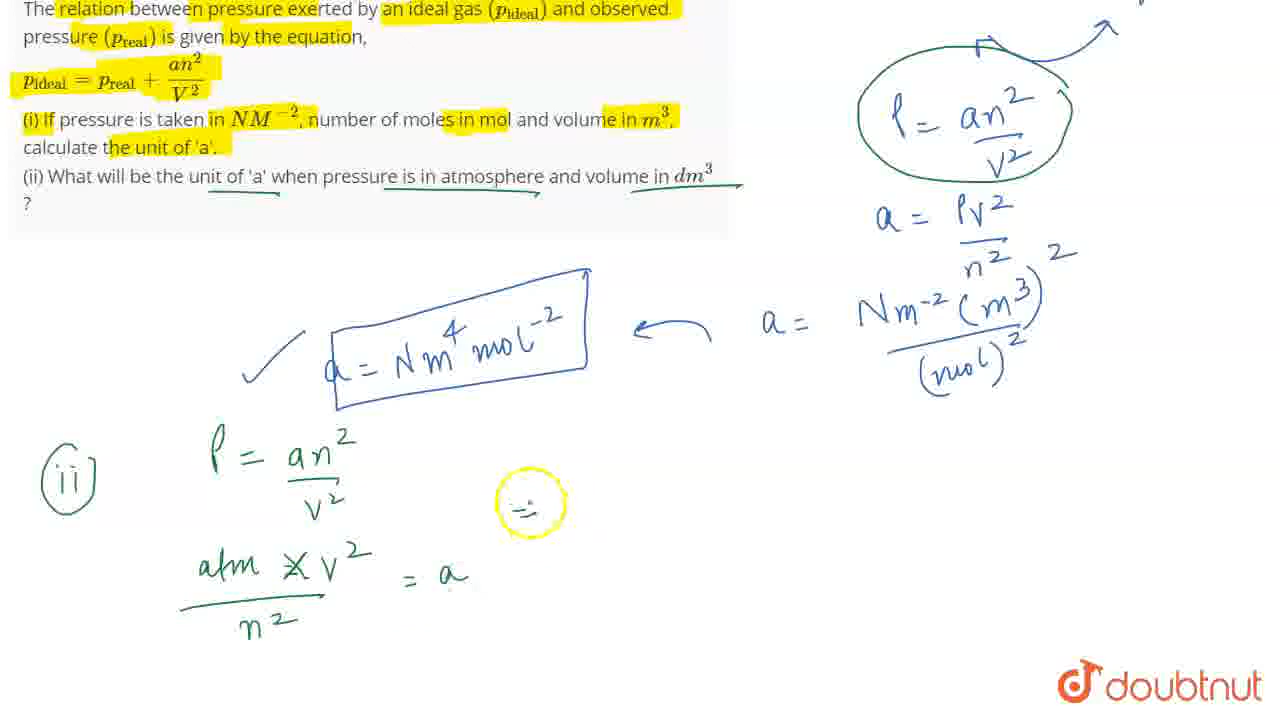 The relation between pressure exerted by an ideal gas (p_ideal) and observed
pressure (p_real) is given by the equation,
p_ideal = p_real + an²/V²
(i) If pressure is taken in NM⁻², number of moles in mol and volume in m³,
calculate the unit of 'a'.
(ii) What will be the unit of 'a' when pressure is in atmosphere and volume in dm³
?
P = an²/V²
a = PV²/n²
a = Nm⁻² (m³)²/(mol)²
a = Nm⁴ mol⁻²
ii
P = an²/V²
atm × V²/n² = a
=
doubtnut